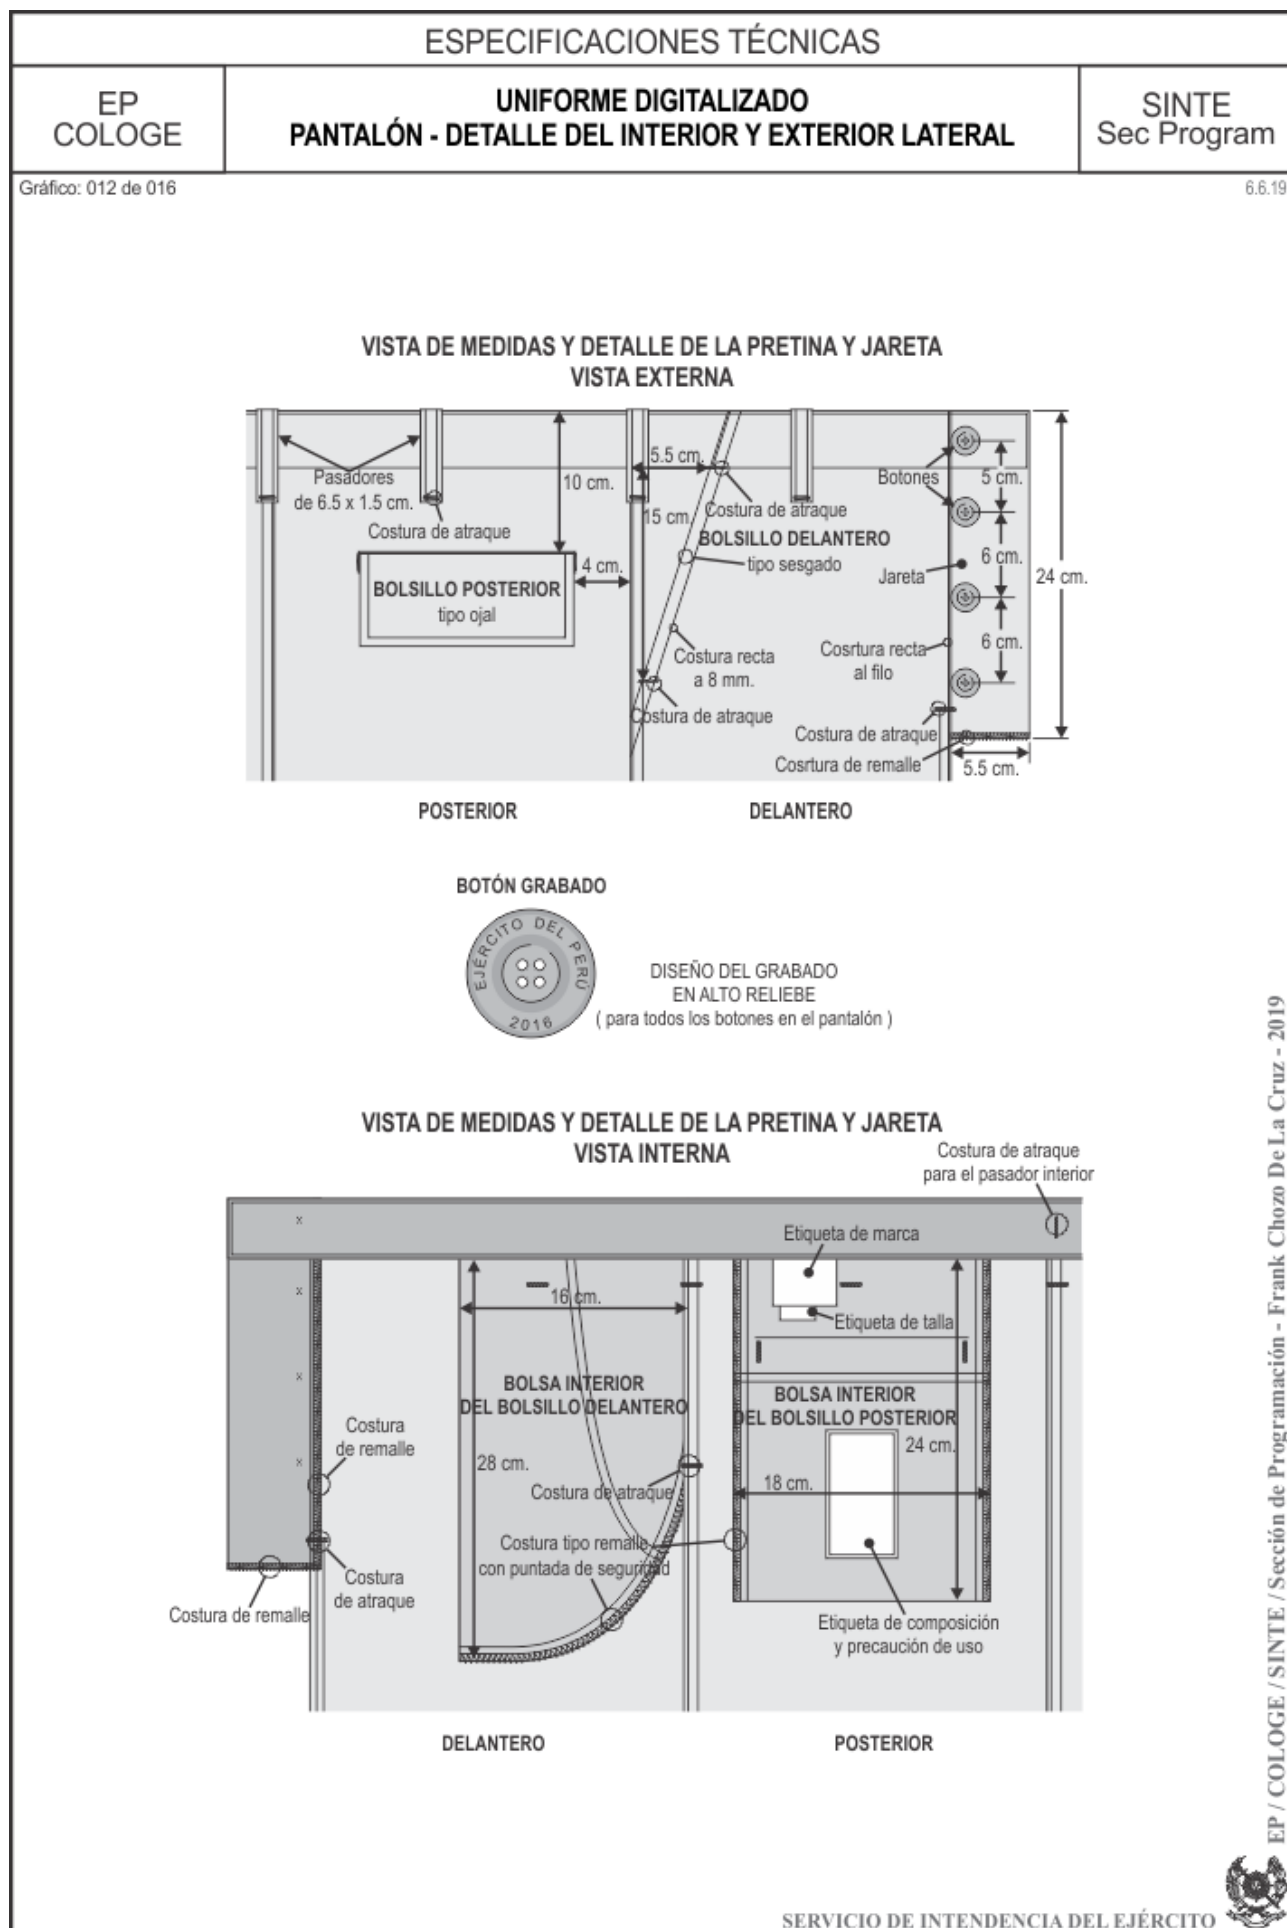 ESPECIFICACIONES TÉCNICAS
EP
COLOGE
UNIFORME DIGITALIZADO
PANTALÓN - DETALLE DEL INTERIOR Y EXTERIOR LATERAL
SINTE
Sec Program
Gráfico: 012 de 016
6.6.19
VISTA DE MEDIDAS Y DETALLE DE LA PRETINA Y JARETA
VISTA EXTERNA
Pasadores
de 6.5 x 1.5 cm.
Costura de atraque
10 cm.
5.5 cm.
15 cm.
Costura de atraque
BOLSILLO DELANTERO
tipo sesgado
Botones
5 cm.
6 cm.
Jareta
24 cm.
BOLSILLO POSTERIOR
tipo ojal
4 cm.
Costura recta
a 8 mm.
Cosrtura recta
al filo
6 cm.
Costura de atraque
Costura de atraque
Cosrtura de remalle
5.5 cm.
POSTERIOR
DELANTERO
BOTÓN GRABADO
EJÉRCITO DEL PERÚ
2016
DISEÑO DEL GRABADO
EN ALTO RELIEBE
( para todos los botones en el pantalón )
VISTA DE MEDIDAS Y DETALLE DE LA PRETINA Y JARETA
VISTA INTERNA
Costura de atraque
para el pasador interior
x
x
x
x
Etiqueta de marca
Etiqueta de talla
16 cm.
BOLSA INTERIOR
DEL BOLSILLO DELANTERO
BOLSA INTERIOR
DEL BOLSILLO POSTERIOR
Costura
de remalle
28 cm.
24 cm.
18 cm.
Costura de atraque
Costura tipo remalle
con puntada de seguridad
Costura
de atraque
Costura de remalle
Etiqueta de composición
y precaución de uso
DELANTERO
POSTERIOR
EP / COLOGE / SINTE / Sección de Programación - Frank Chozo De La Cruz - 2019
SERVICIO DE INTENDENCIA DEL EJÉRCITO